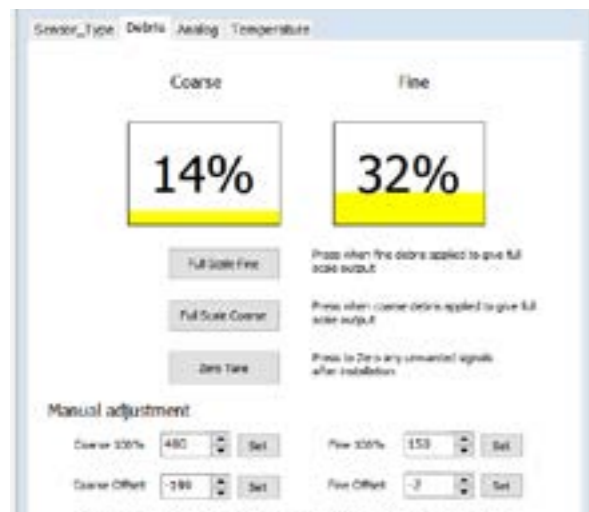 Sensor_Type Debris Analog Temperature
Coarse Fine
14% 32%
Full Scale Fine
Press when fine debris applied to give full
scale output
Full Scale Coarse
Press when coarse debris applied to give full
scale output
Zero Tare
Press to Zero any unwanted signals
after installation
Manual adjustment
Coarse 100% Set Fine 100% Set
Coarse Offset Set Fine Offset -2 Set